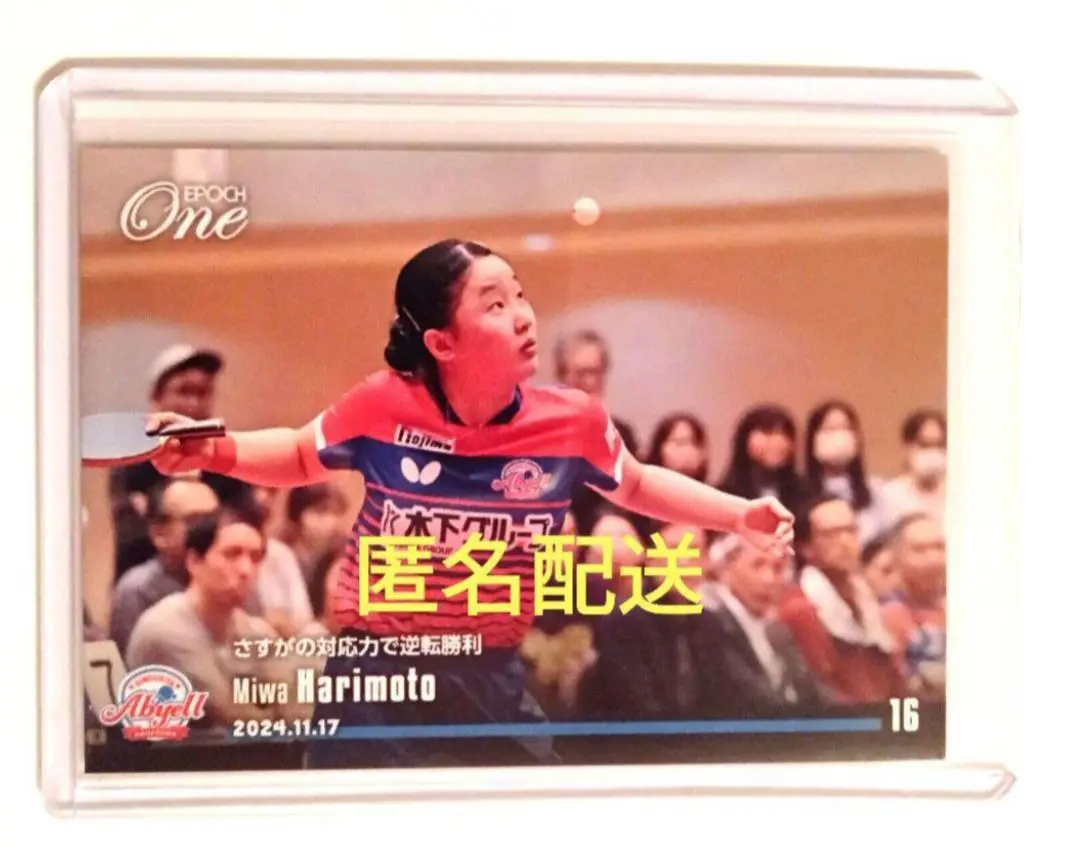 EPOCH
One
Nojima
Abyell
木下グループ
匿名配送
さすがの対応力で逆転勝利
Abyell
Miwa Harimoto
2024.11.17
16